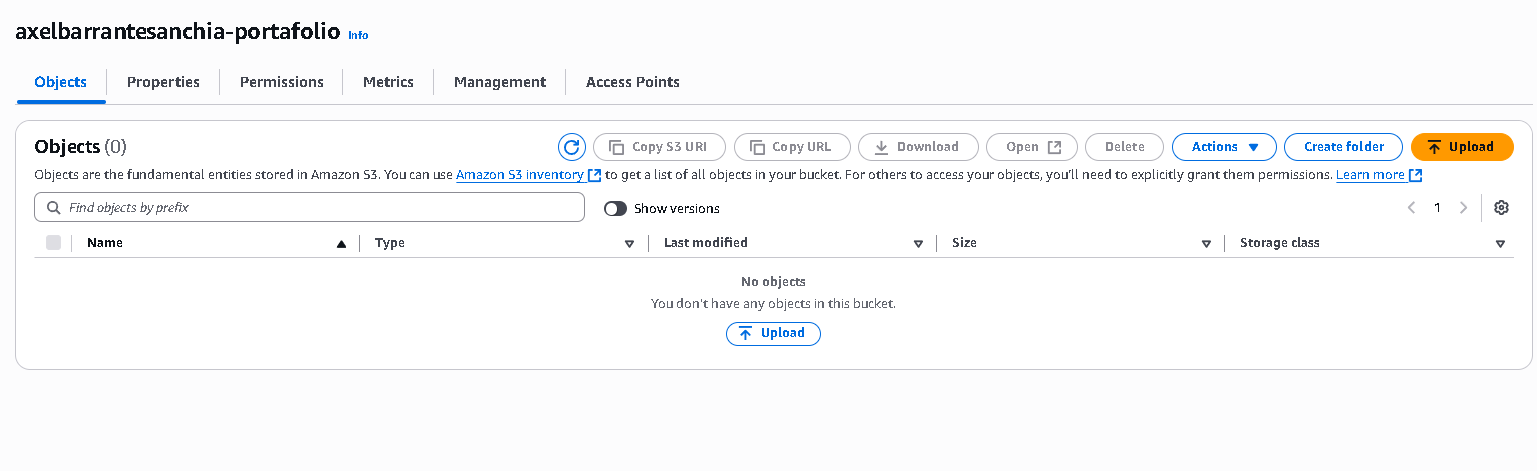 axelbarrantesanchia-portafolio Info
Objects Properties Permissions Metrics Management Access Points
Objects (0) Copy S3 URI Copy URL Download Open Delete Actions Create folder Upload
Objects are the fundamental entities stored in Amazon S3. You can use Amazon S3 inventory to get a list of all objects in your bucket. For others to access your objects, you'll need to explicitly grant them permissions. Learn more
Find objects by prefix Show versions 1
Name Type Last modified Size Storage class
No objects
You don't have any objects in this bucket.
Upload